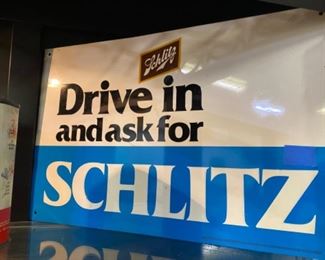 Schlitz
Drive in
and ask for
SCHLITZ